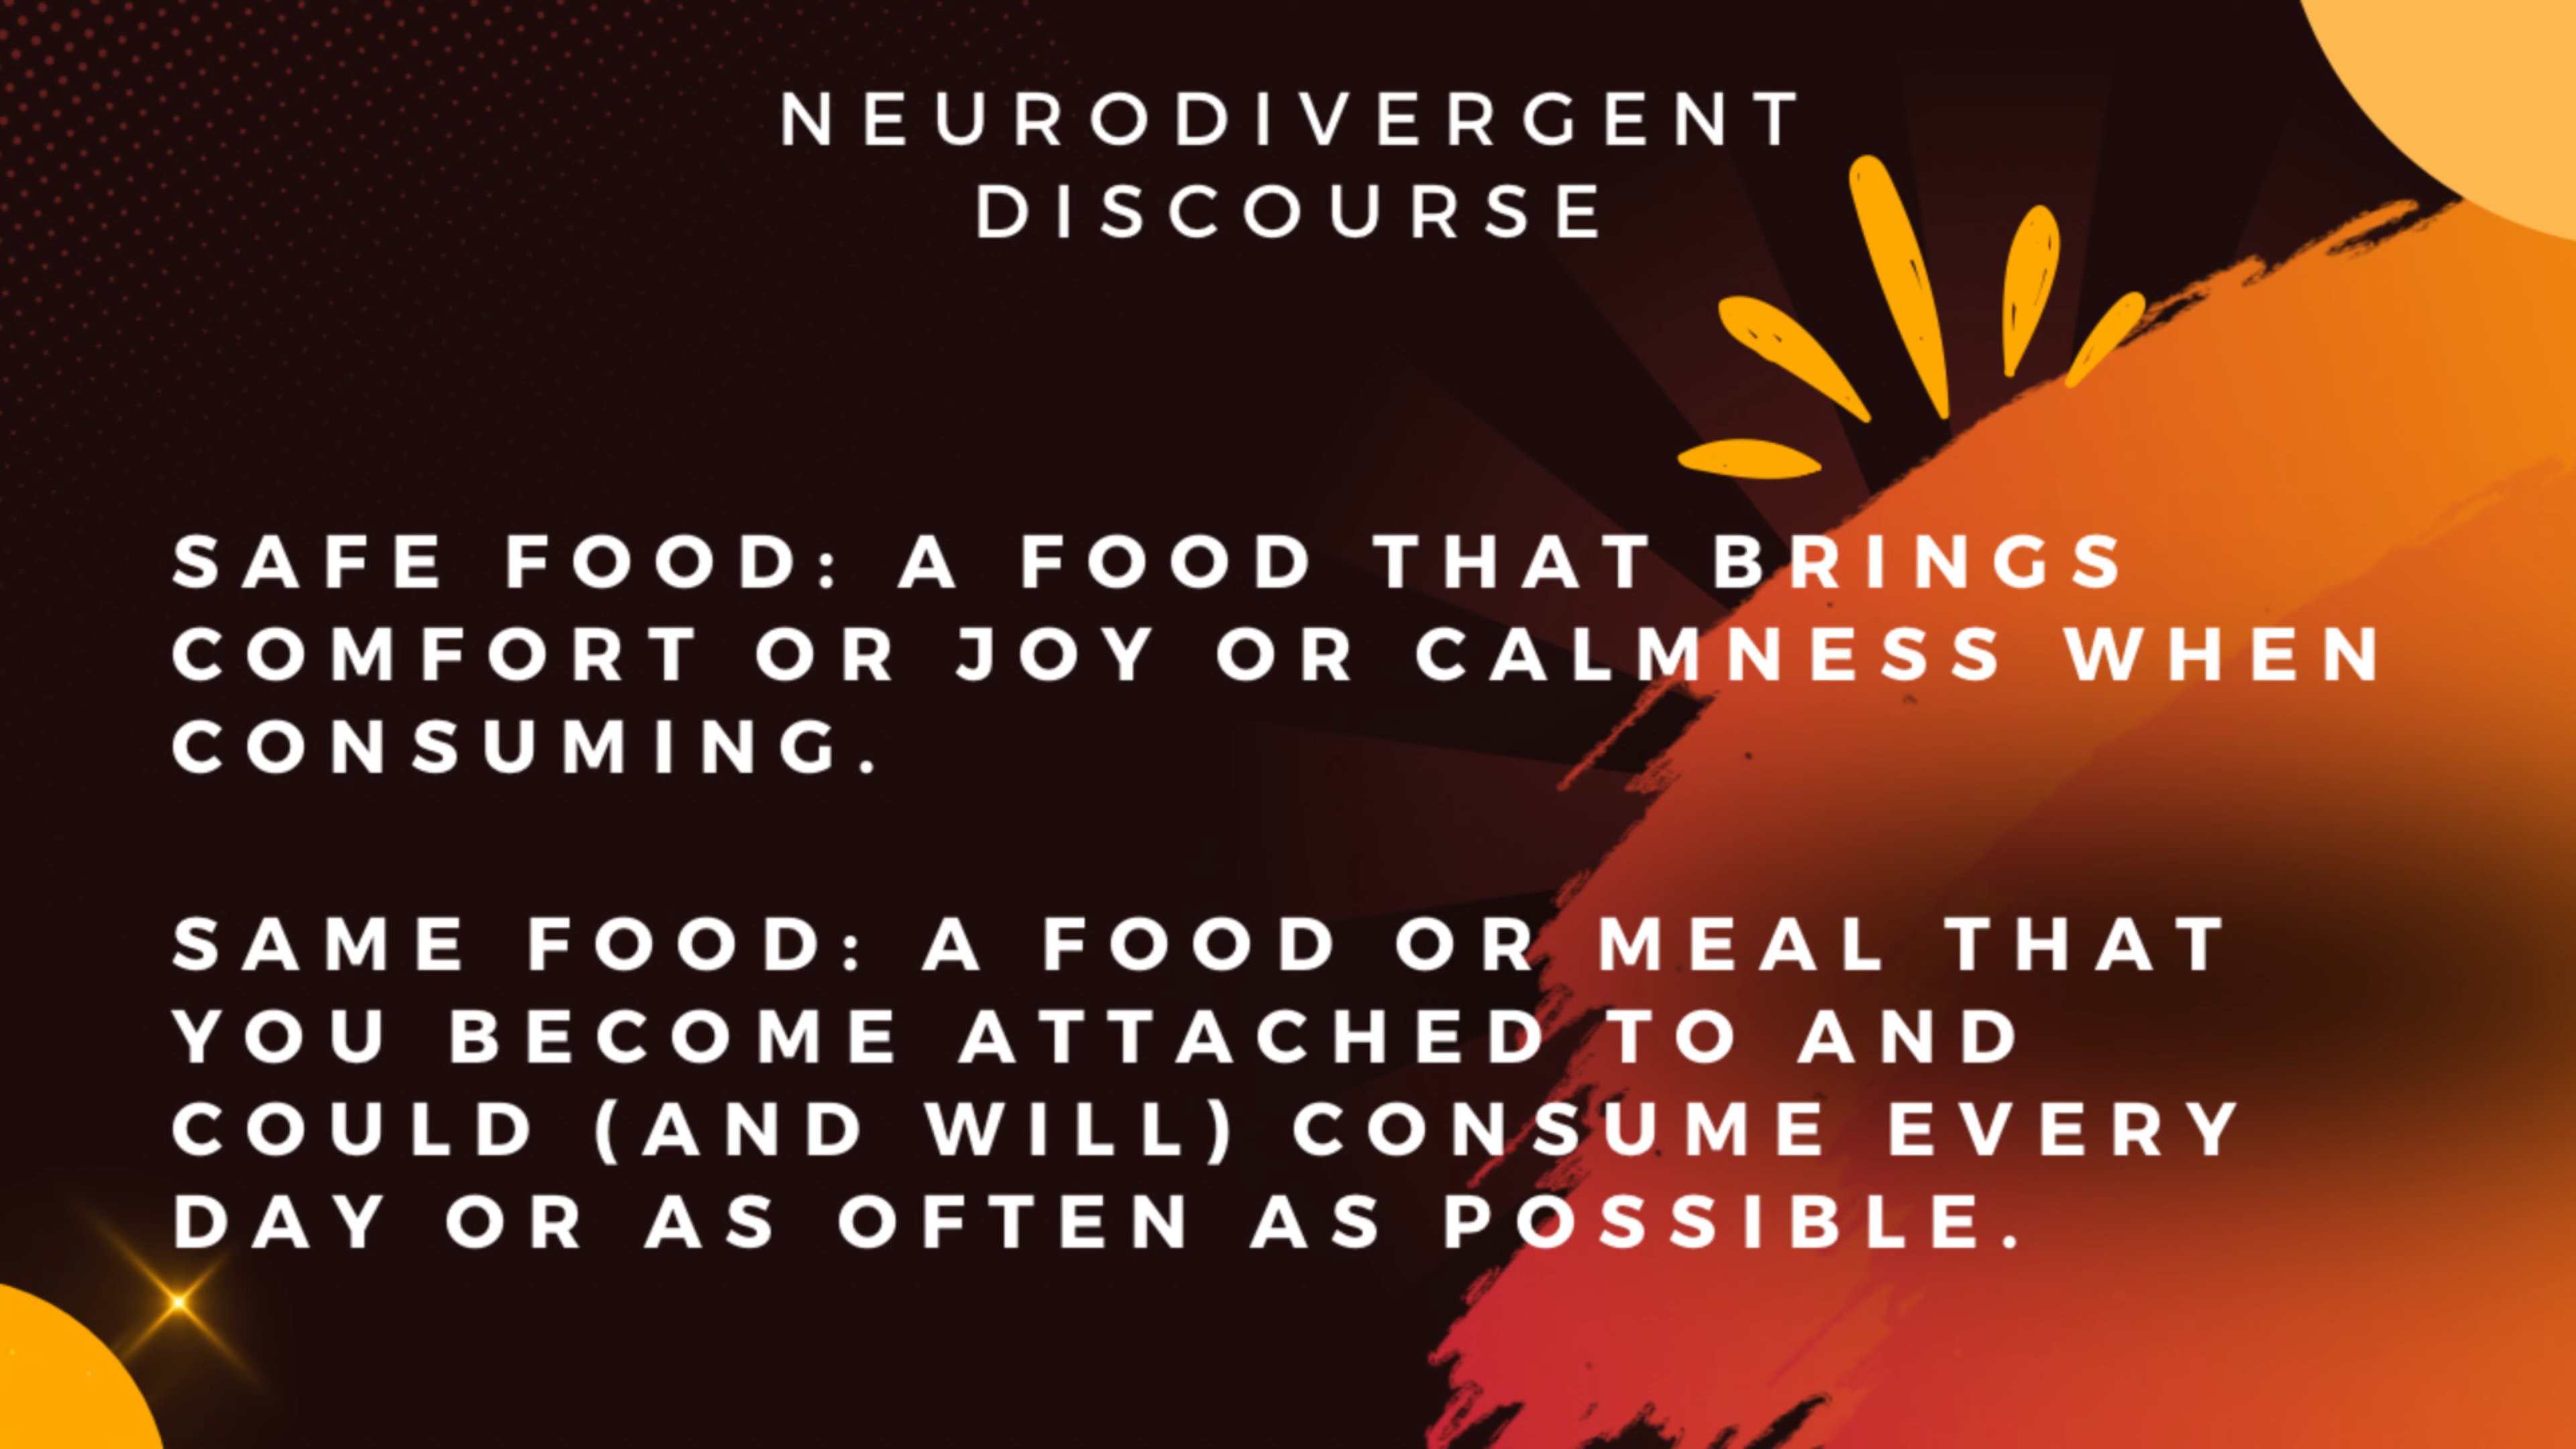 NEURODIVERGENT
DISCOURSE
SAFE FOOD: A FOOD THAT BRINGS
COMFORT OR JOY OR CALMNESS WHEN
CONSUMING.
SAME FOOD: A FOOD OR MEAL THAT
YOU BECOME ATTACHED TO AND
COULD (AND WILL) CONSUME EVERY
DAY OR AS OFTEN AS POSSIBLE.